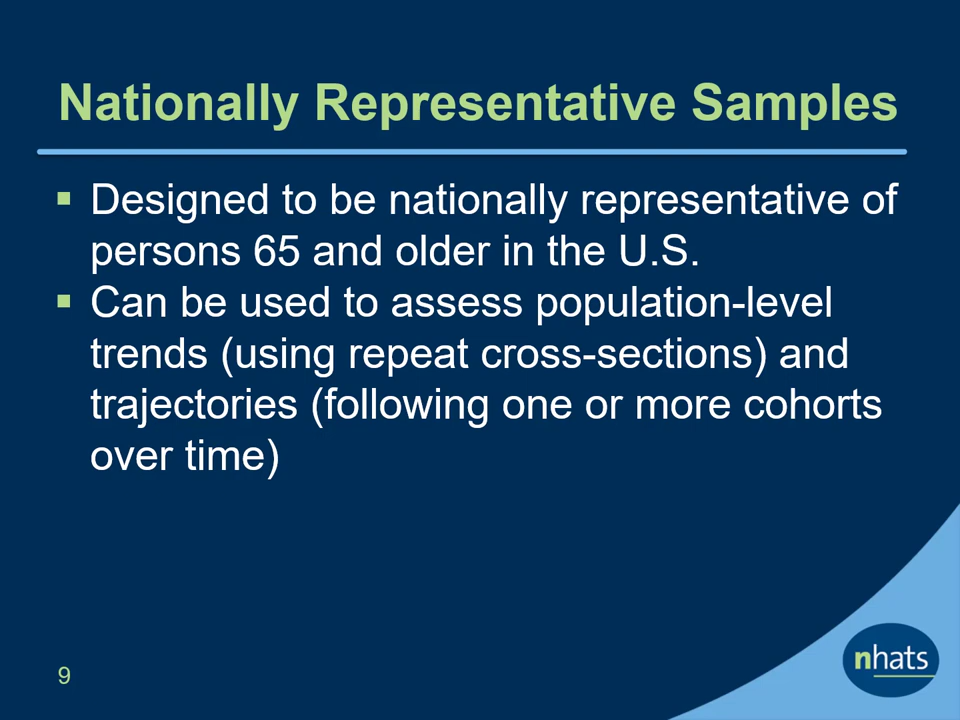 Nationally Representative Samples
▪ Designed to be nationally representative of
persons 65 and older in the U.S.
▪ Can be used to assess population-level
trends (using repeat cross-sections) and
trajectories (following one or more cohorts
over time)
9
nhats